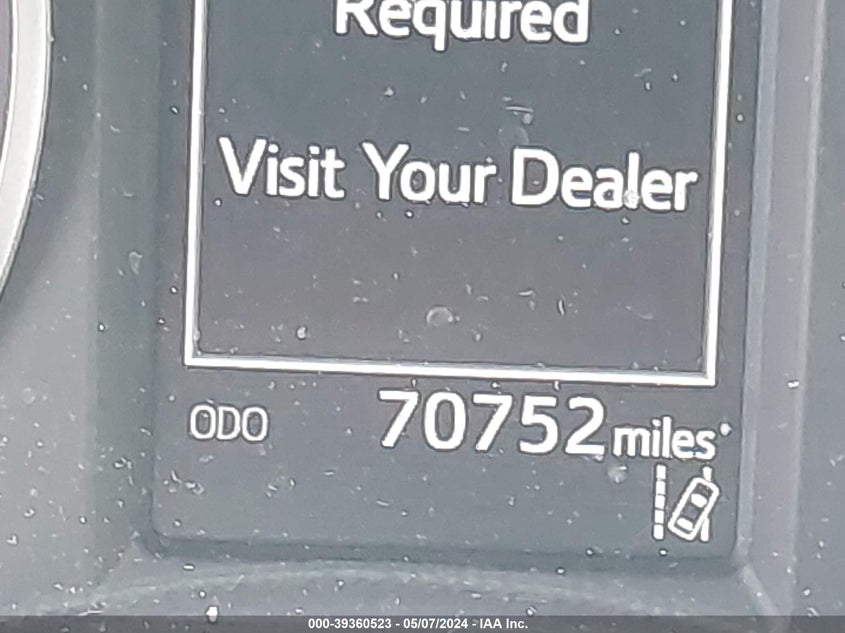 Required
Visit Your Dealer
ODO 70752 miles
000-39360523 - 05/07/2024 - IAA Inc.